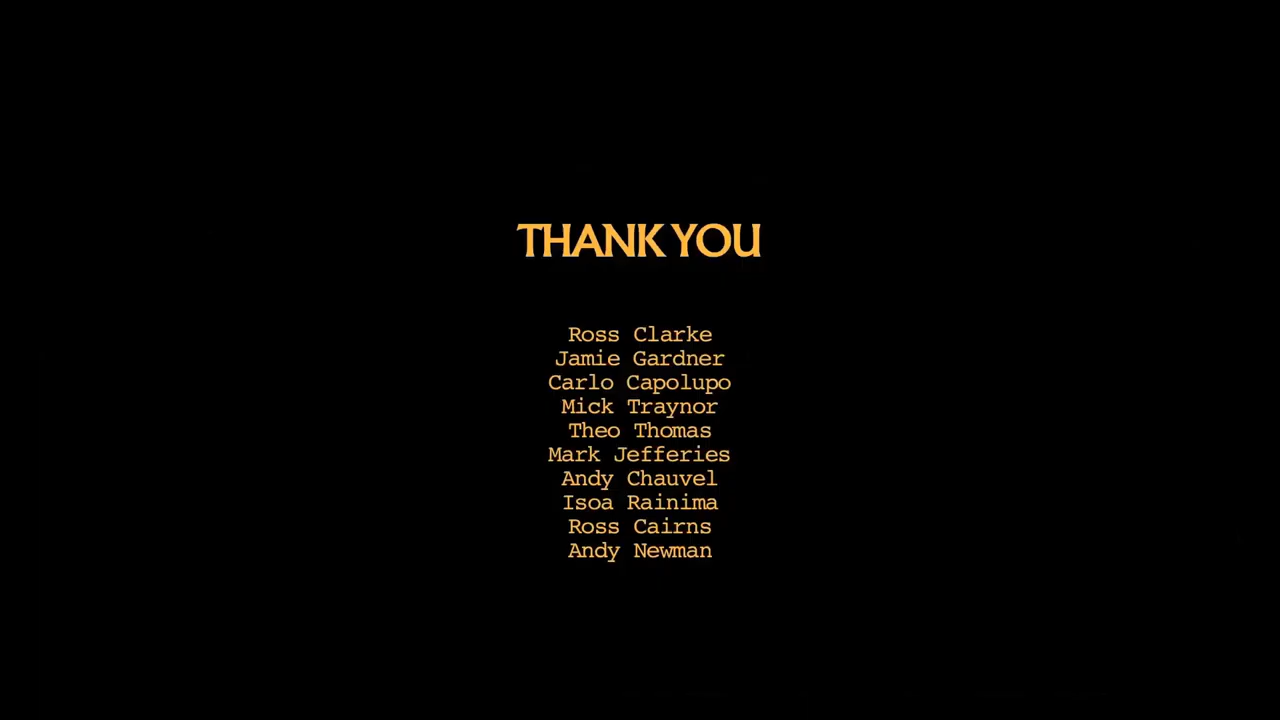 THANK YOU
Ross Clarke
Jamie Gardner
Carlo Capolupo
Mick Traynor
Theo Thomas
Mark Jefferies
Andy Chauvel
Isoa Rainima
Ross Cairns
Andy Newman